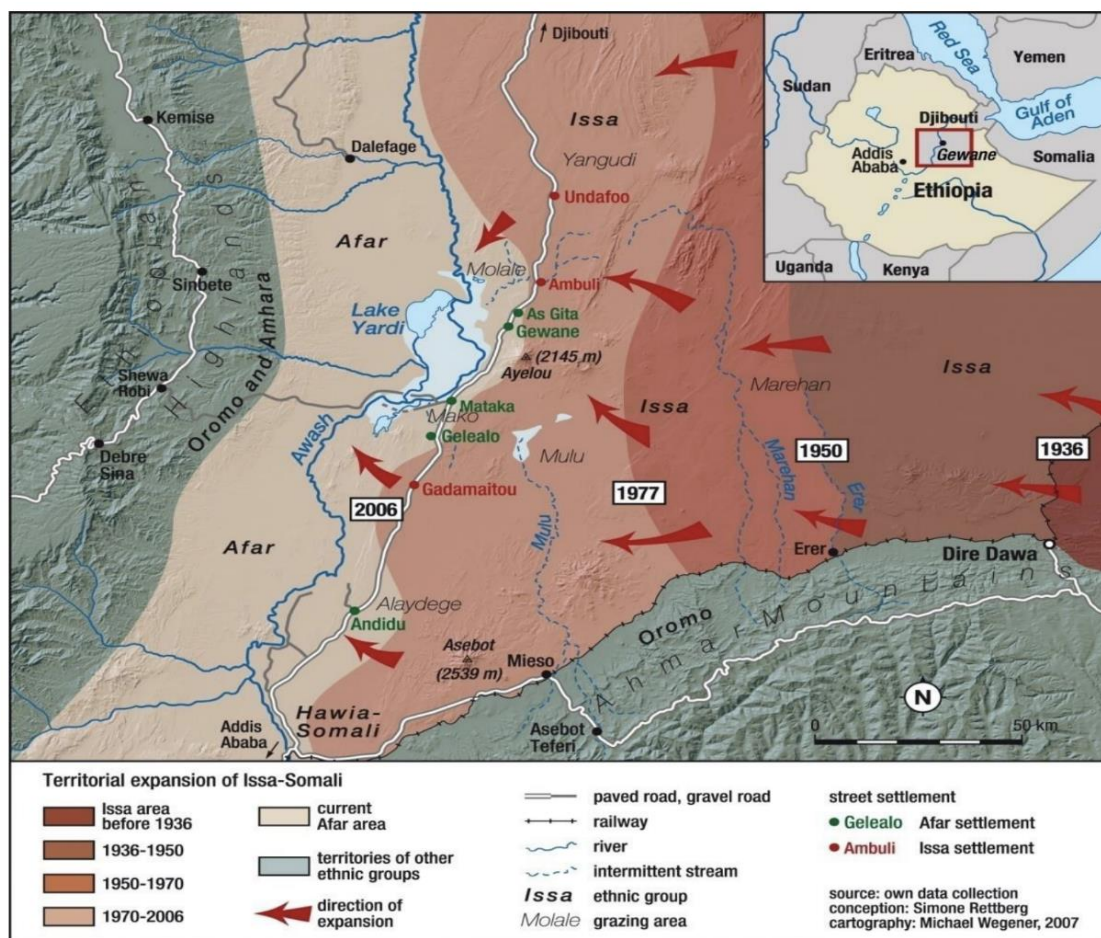 Djibouti
Kemise
Issa
Dalefage
Yangudi
Undafoo
Afar
Molale
Sinbete
Ambuli
Lake
Yardi
As Gita
Gewane
(2145 m)
Ayelou
Ethiopian
Highlands
Oromo and Amhara
Shewa
Robi
Debre
Sina
Awash
Mataka
Mako
Gelealo
Mulu
Issa
Marehan
Issa
1950
1936
Gadamaitou
2006
1977
Mulu
Marehan
Erer
Afar
Erer
Dire Dawa
Alaydege
Andidu
Asebot
(2539 m)
Mieso
Oromo
Ahmar Mountains
Hawia-
Somali
Addis
Ababa
Asebot
Teferi
N
0 50 km
Red Sea
Eritrea
Yemen
Sudan
Gulf of
Aden
Djibouti
Gewane
Addis
Ababa
Somalia
Ethiopia
Uganda
Kenya
Territorial expansion of Issa-Somali
Issa area
before 1936
1936-1950
1950-1970
1970-2006
current
Afar area
territories of other
ethnic groups
direction of
expansion
paved road, gravel road
railway
river
intermittent stream
Issa ethnic group
Molale grazing area
street settlement
Gelealo Afar settlement
Ambuli Issa settlement
source: own data collection
conception: Simone Rettberg
cartography: Michael Wegener, 2007